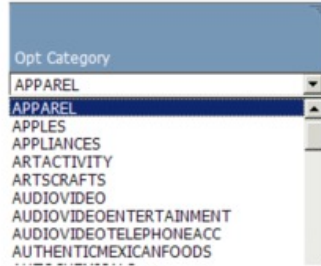 Opt Category
APPAREL
APPAREL
APPLES
APPLIANCES
ARTACTIVITY
ARTSCRAFTS
AUDIOVIDEO
AUDIOVIDEOENTERTAINMENT
AUDIOVIDEOTELEPHONEACC
AUTHENTICMEXICANFOODS